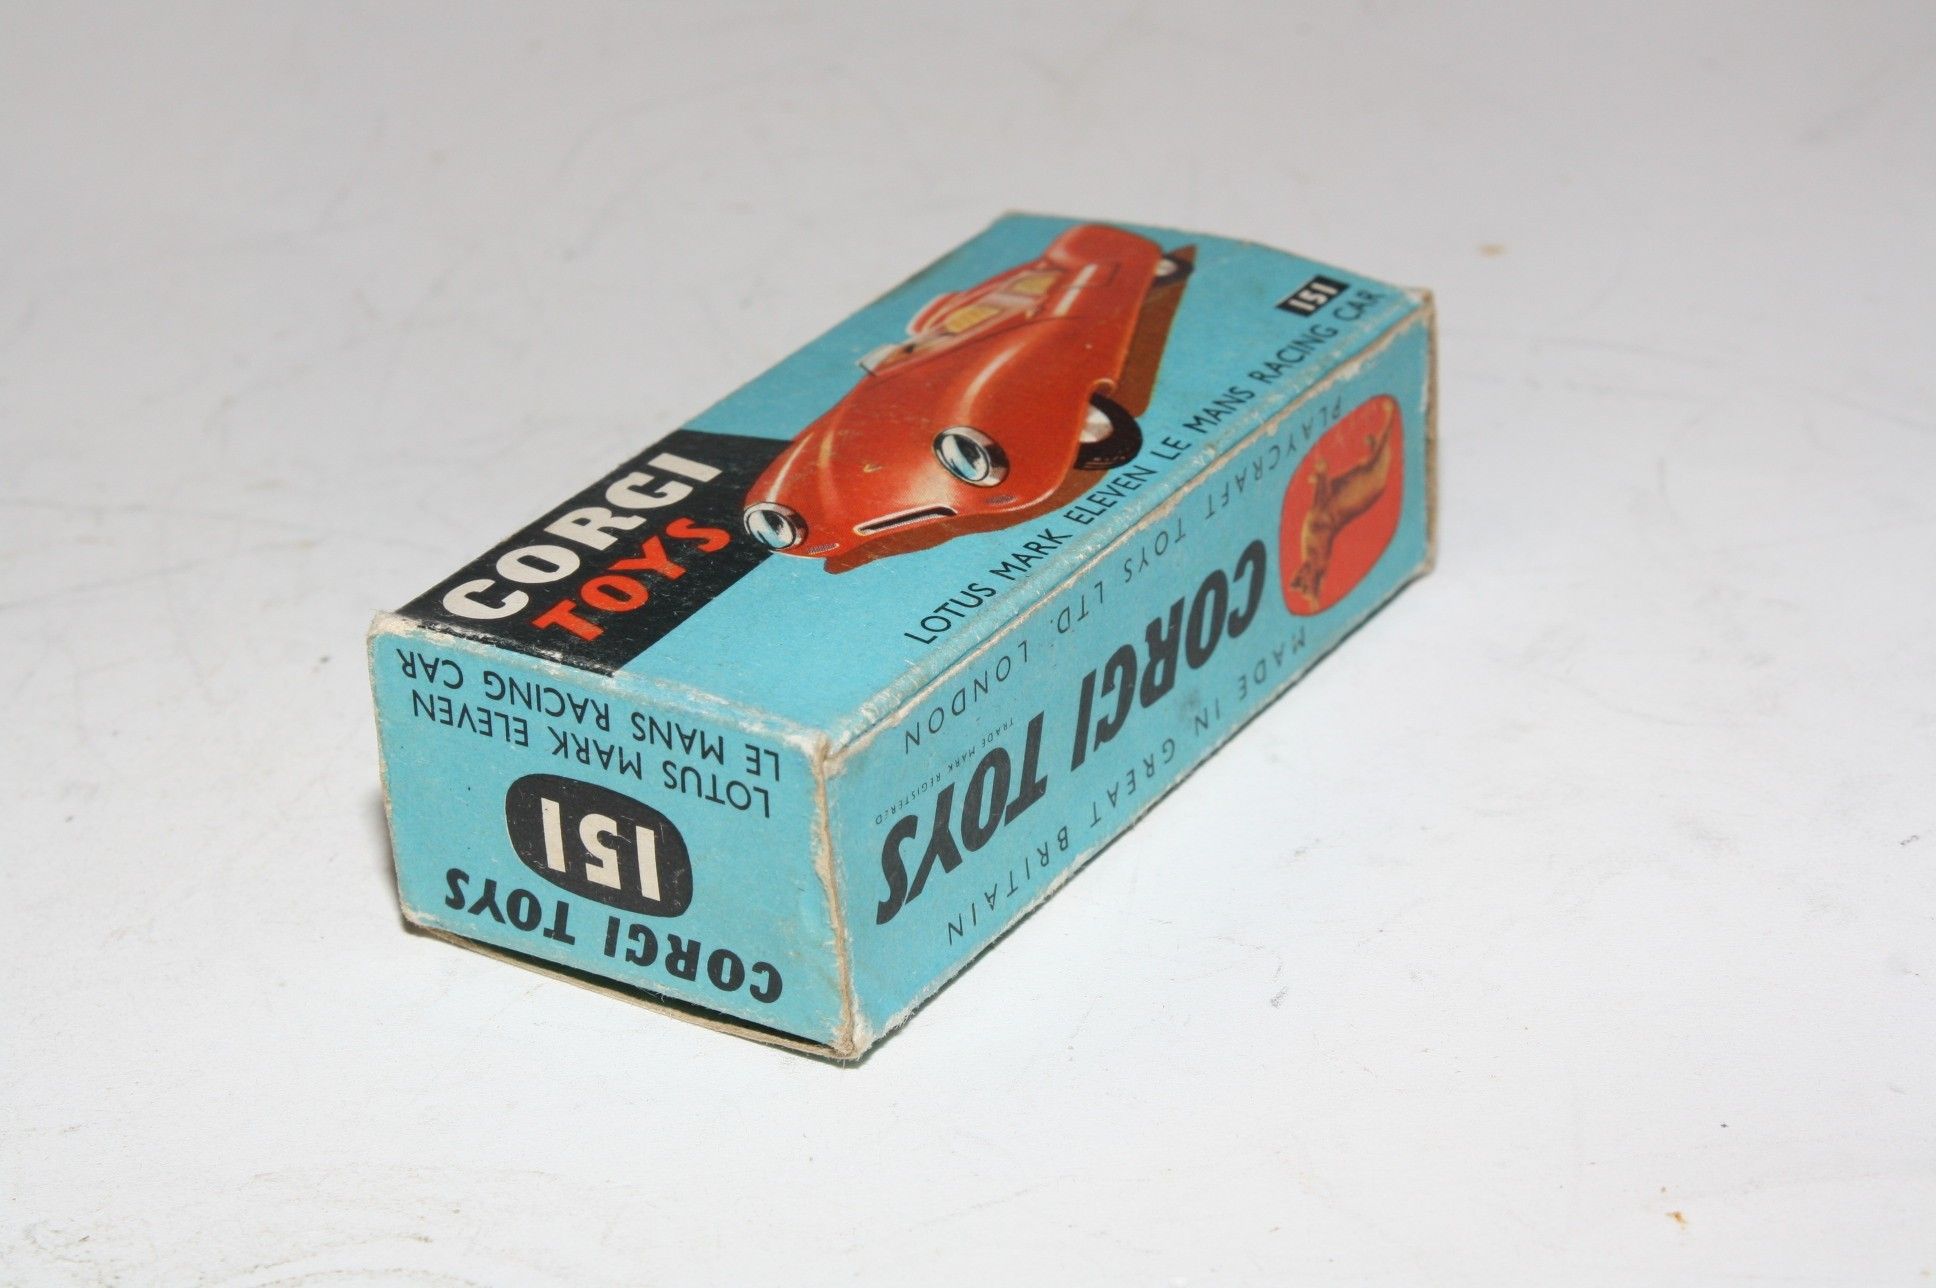 CORGI
TOYS
151
LOTUS MARK ELEVEN LE MANS RACING CAR
CORGI TOYS
151
LOTUS MARK ELEVEN
LE MANS RACING CAR
MADE IN GREAT BRITAIN
CORGI TOYS
TRADE MARK REGISTERED
PLAYCRAFT TOYS LTD. LONDON